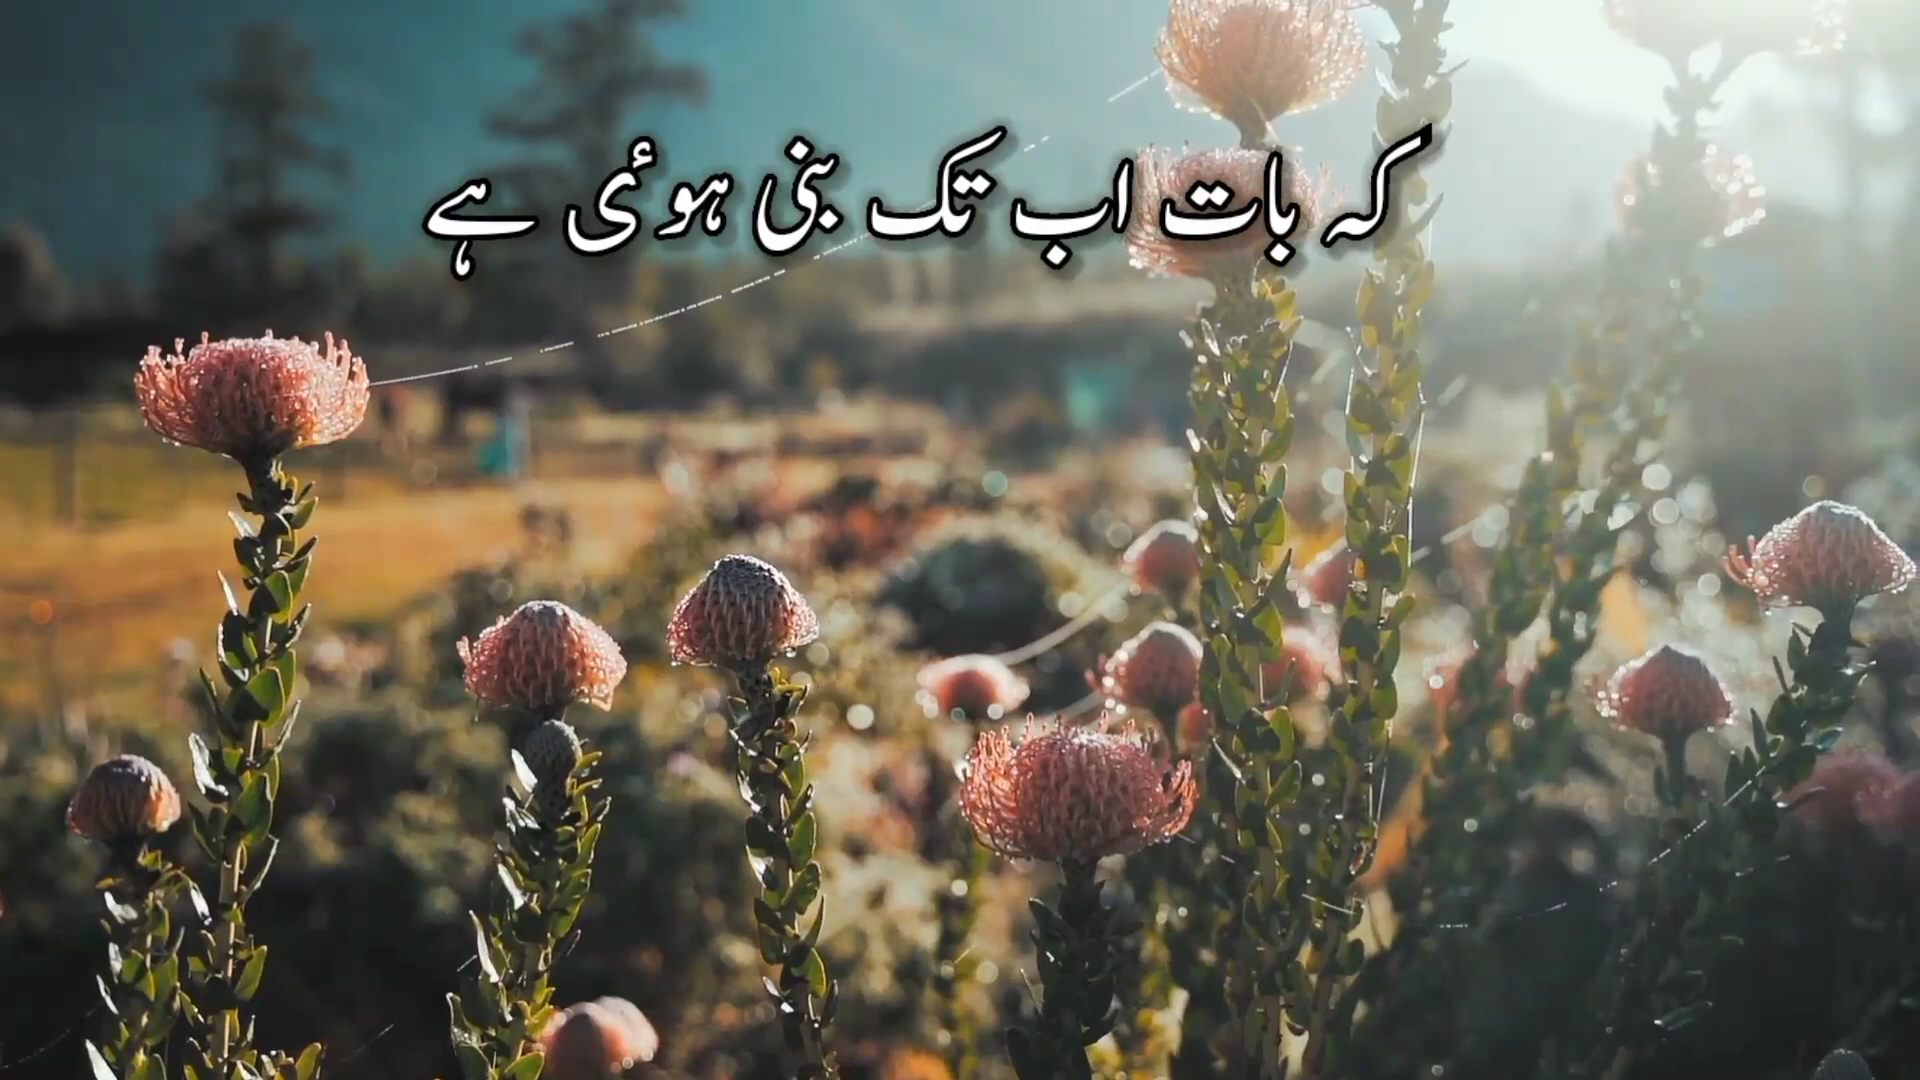 کہ بات اب تک بنی ہوئی ہے